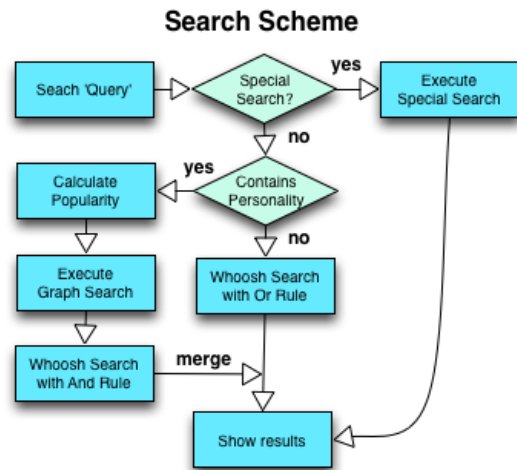 Search Scheme
Seach 'Query'
Special
Search?
yes
Execute
Special Search
no
Calculate
Popularity
yes
Contains
Personality
no
Execute
Graph Search
Whoosh Search
with Or Rule
Whoosh Search
with And Rule
merge
Show results